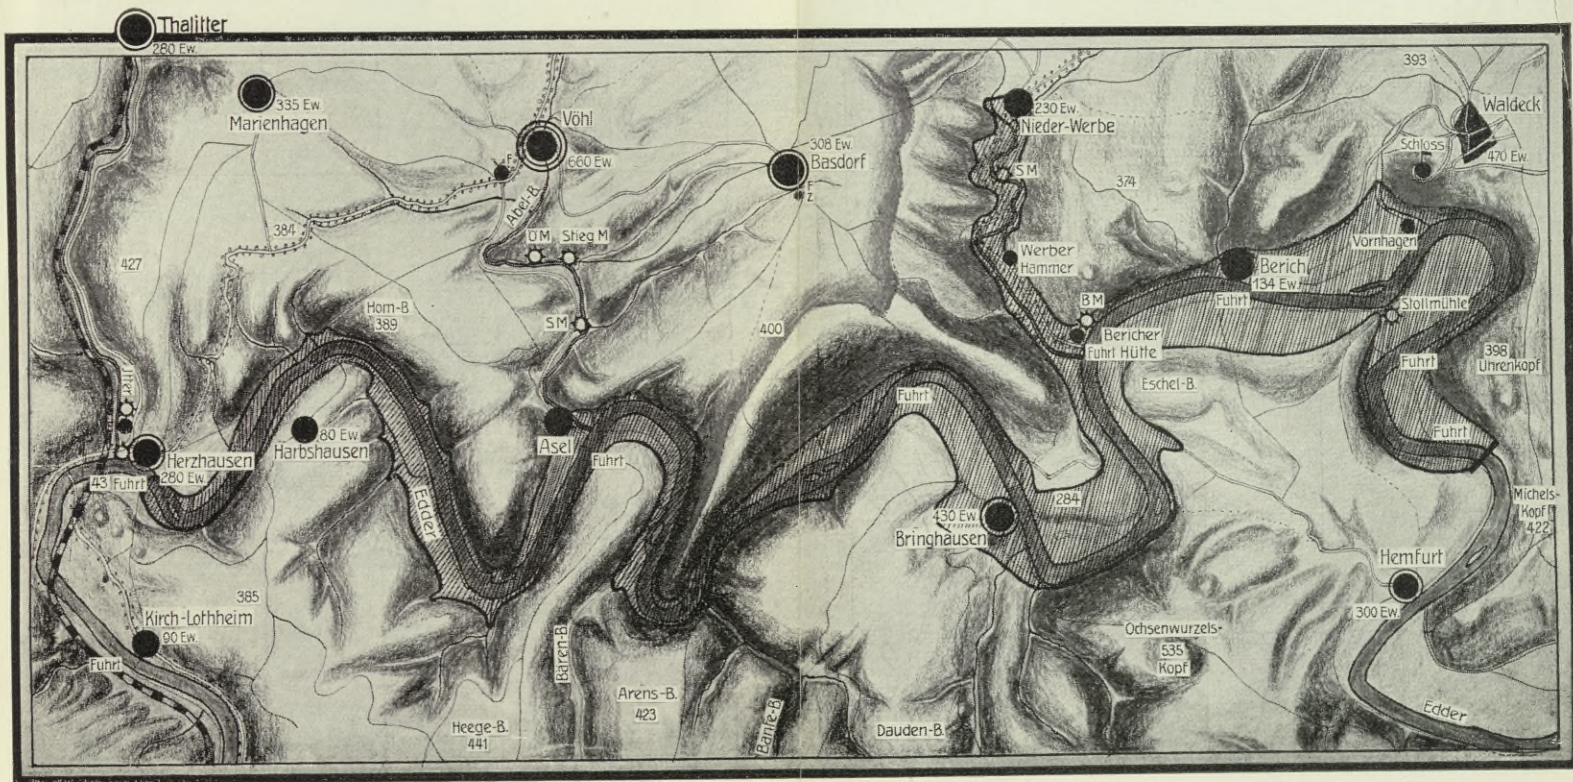 Thalitter
280 Ew.
335 Ew.
Marienhagen
Vöhl
660 Ew.
F
308 Ew.
Basdorf
F
Z
230 Ew.
Nieder-Werbe
393
Waldeck
Schloss
470 Ew.
S M
374
Abel-B.
384
427
O M
Stieg M
Werber
Hammer
Vornhagen
Berich
134 Ew.
Fuhrt
Stollmühle
Horn-B.
389
S M
400
B M
Bericher
Fuhrt Hütte
Eschel-B.
Fuhrt
398
Uhrenkopf
Itter
Fuhrt
80 Ew.
Harbshausen
Asel
Fuhrt
Fuhrt
Herzhausen
280 Ew.
43 Fuhrt
Edder
284
430 Ew.
Bringhausen
Michels-
Kopf
422
Hemfurt
300 Ew.
385
Kirch-Lothheim
90 Ew.
Fuhrt
Bären-B.
Arens-B.
423
Heege-B.
441
Banfe-B.
Dauden-B.
Ochsenwurzels-
535
Kopf
Edder